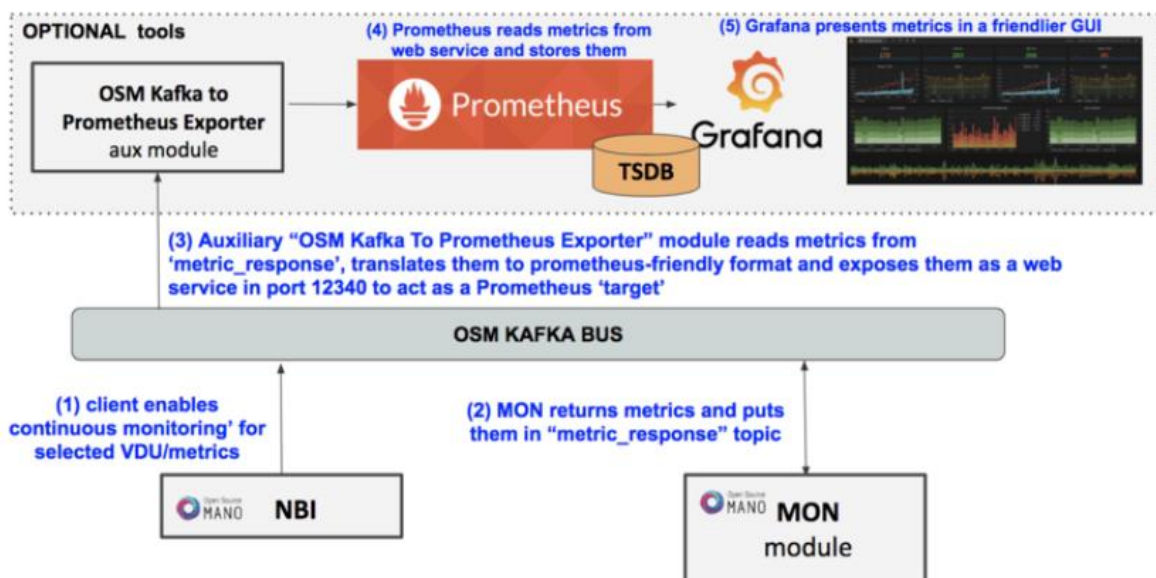 OPTIONAL tools
(4) Prometheus reads metrics from
web service and stores them
(5) Grafana presents metrics in a friendlier GUI
OSM Kafka to
Prometheus Exporter
aux module
Prometheus
TSDB
Grafana
(3) Auxiliary “OSM Kafka To Prometheus Exporter” module reads metrics from
‘metric_response’, translates them to prometheus-friendly format and exposes them as a web
service in port 12340 to act as a Prometheus ‘target’
OSM KAFKA BUS
(1) client enables
continuous monitoring’ for
selected VDU/metrics
(2) MON returns metrics and puts
them in “metric_response” topic
Open Source
MANO
NBI
Open Source
MANO
MON
module